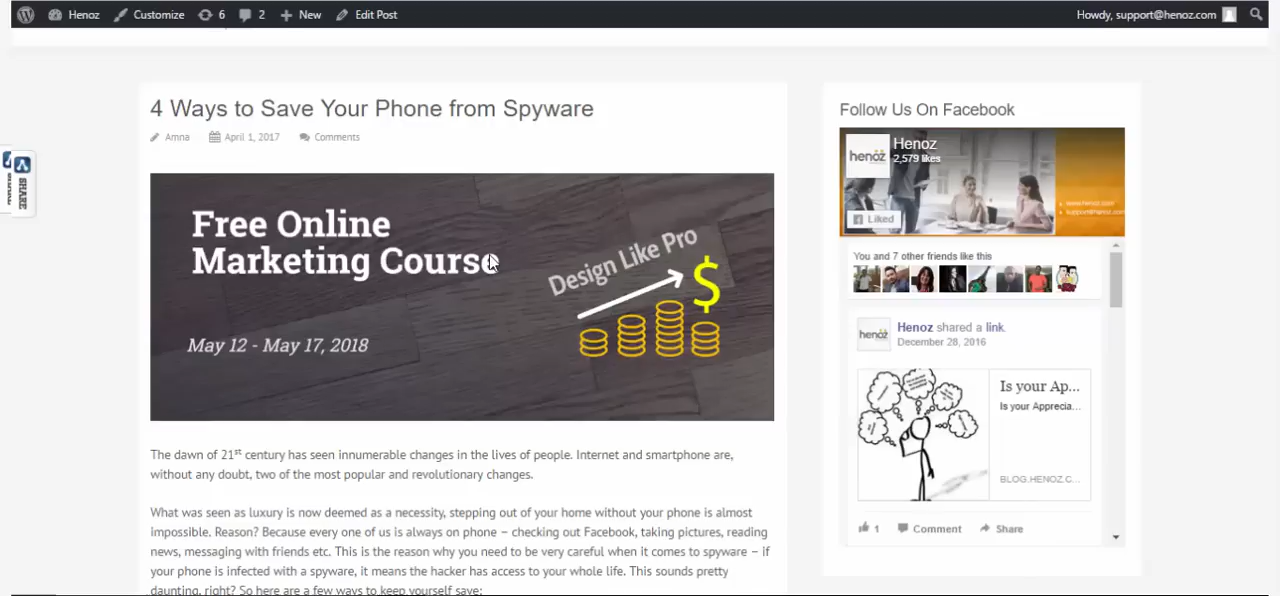 Henoz
Customize
6
2
New
Edit Post
Howdy, support@henoz.com
4 Ways to Save Your Phone from Spyware
Amna
April 1, 2017
Comments
SHARE
Free Online
Marketing Course
Design Like Pro
$
May 12 - May 17, 2018
The dawn of 21st century has seen innumerable changes in the lives of people. Internet and smartphone are,
without any doubt, two of the most popular and revolutionary changes.
What was seen as luxury is now deemed as a necessity, stepping out of your home without your phone is almost
impossible. Reason? Because every one of us is always on phone – checking out Facebook, taking pictures, reading
news, messaging with friends etc. This is the reason why you need to be very careful when it comes to spyware – if
your phone is infected with a spyware, it means the hacker has access to your whole life. This sounds pretty
daunting, right? So here are a few ways to keep yourself save:
Follow Us On Facebook
henoz
Henoz
2,579 likes
Liked
www.henoz.com
support@henoz.com
You and 7 other friends like this
henoz
Henoz shared a link.
December 28, 2016
Is your Ap...
Is your Apprecia...
BLOG.HENOZ.C...
1
Comment
Share